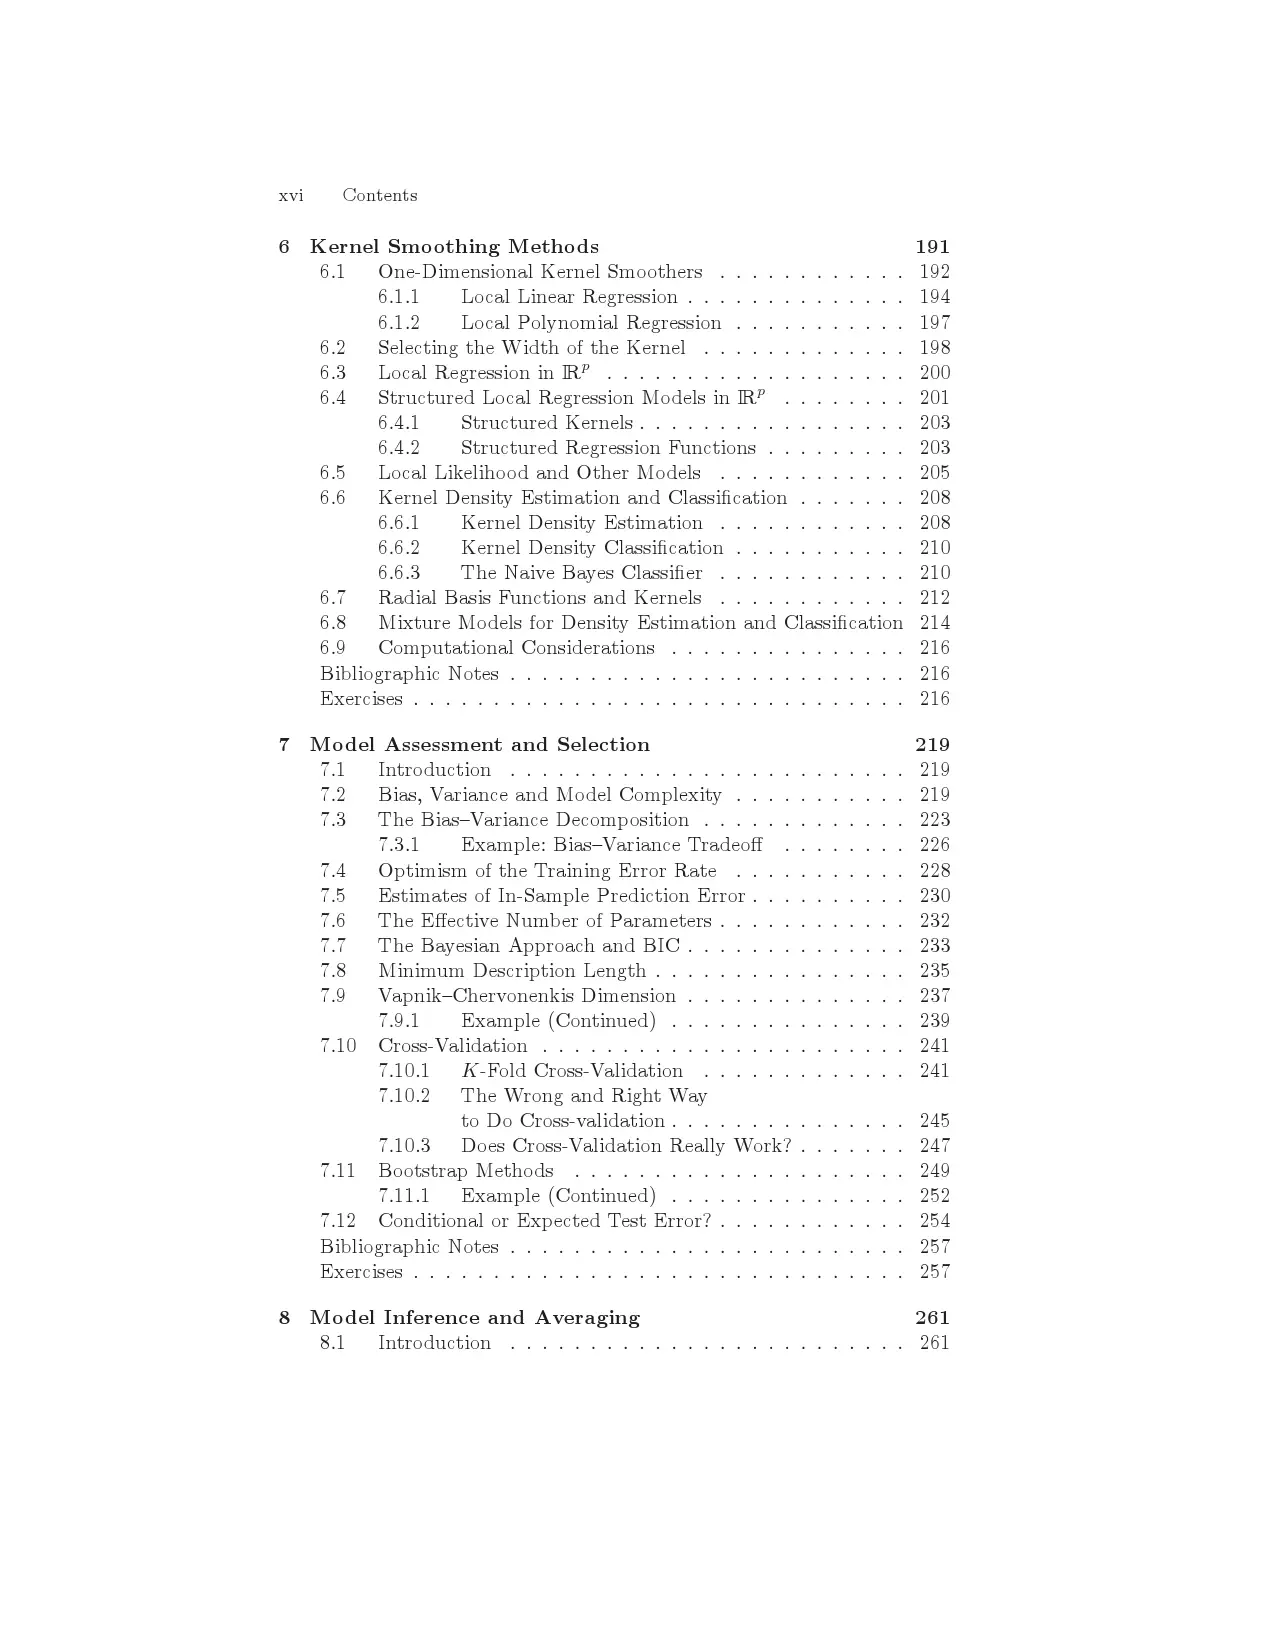 xvi Contents
6 Kernel Smoothing Methods 191
6.1 One-Dimensional Kernel Smoothers . . . . . . . . . . . . 192
6.1.1 Local Linear Regression . . . . . . . . . . . . . . 194
6.1.2 Local Polynomial Regression . . . . . . . . . . . 197
6.2 Selecting the Width of the Kernel . . . . . . . . . . . . . 198
6.3 Local Regression in ℝᵖ . . . . . . . . . . . . . . . . . . . 200
6.4 Structured Local Regression Models in ℝᵖ . . . . . . . . 201
6.4.1 Structured Kernels . . . . . . . . . . . . . . . . . 203
6.4.2 Structured Regression Functions . . . . . . . . . 203
6.5 Local Likelihood and Other Models . . . . . . . . . . . . 205
6.6 Kernel Density Estimation and Classification . . . . . . . 208
6.6.1 Kernel Density Estimation . . . . . . . . . . . . 208
6.6.2 Kernel Density Classification . . . . . . . . . . . 210
6.6.3 The Naive Bayes Classifier . . . . . . . . . . . . 210
6.7 Radial Basis Functions and Kernels . . . . . . . . . . . . 212
6.8 Mixture Models for Density Estimation and Classification 214
6.9 Computational Considerations . . . . . . . . . . . . . . . 216
Bibliographic Notes . . . . . . . . . . . . . . . . . . . . . . . . . 216
Exercises . . . . . . . . . . . . . . . . . . . . . . . . . . . . . . . 216
7 Model Assessment and Selection 219
7.1 Introduction . . . . . . . . . . . . . . . . . . . . . . . . . 219
7.2 Bias, Variance and Model Complexity . . . . . . . . . . . 219
7.3 The Bias–Variance Decomposition . . . . . . . . . . . . . 223
7.3.1 Example: Bias–Variance Tradeoff . . . . . . . . 226
7.4 Optimism of the Training Error Rate . . . . . . . . . . . 228
7.5 Estimates of In-Sample Prediction Error . . . . . . . . . . 230
7.6 The Effective Number of Parameters . . . . . . . . . . . . 232
7.7 The Bayesian Approach and BIC . . . . . . . . . . . . . . 233
7.8 Minimum Description Length . . . . . . . . . . . . . . . . 235
7.9 Vapnik–Chervonenkis Dimension . . . . . . . . . . . . . . 237
7.9.1 Example (Continued) . . . . . . . . . . . . . . . 239
7.10 Cross-Validation . . . . . . . . . . . . . . . . . . . . . . . 241
7.10.1 K-Fold Cross-Validation . . . . . . . . . . . . . 241
7.10.2 The Wrong and Right Way
to Do Cross-validation . . . . . . . . . . . . . . . 245
7.10.3 Does Cross-Validation Really Work? . . . . . . . 247
7.11 Bootstrap Methods . . . . . . . . . . . . . . . . . . . . . 249
7.11.1 Example (Continued) . . . . . . . . . . . . . . . 252
7.12 Conditional or Expected Test Error? . . . . . . . . . . . . 254
Bibliographic Notes . . . . . . . . . . . . . . . . . . . . . . . . . 257
Exercises . . . . . . . . . . . . . . . . . . . . . . . . . . . . . . . 257
8 Model Inference and Averaging 261
8.1 Introduction . . . . . . . . . . . . . . . . . . . . . . . . . 261